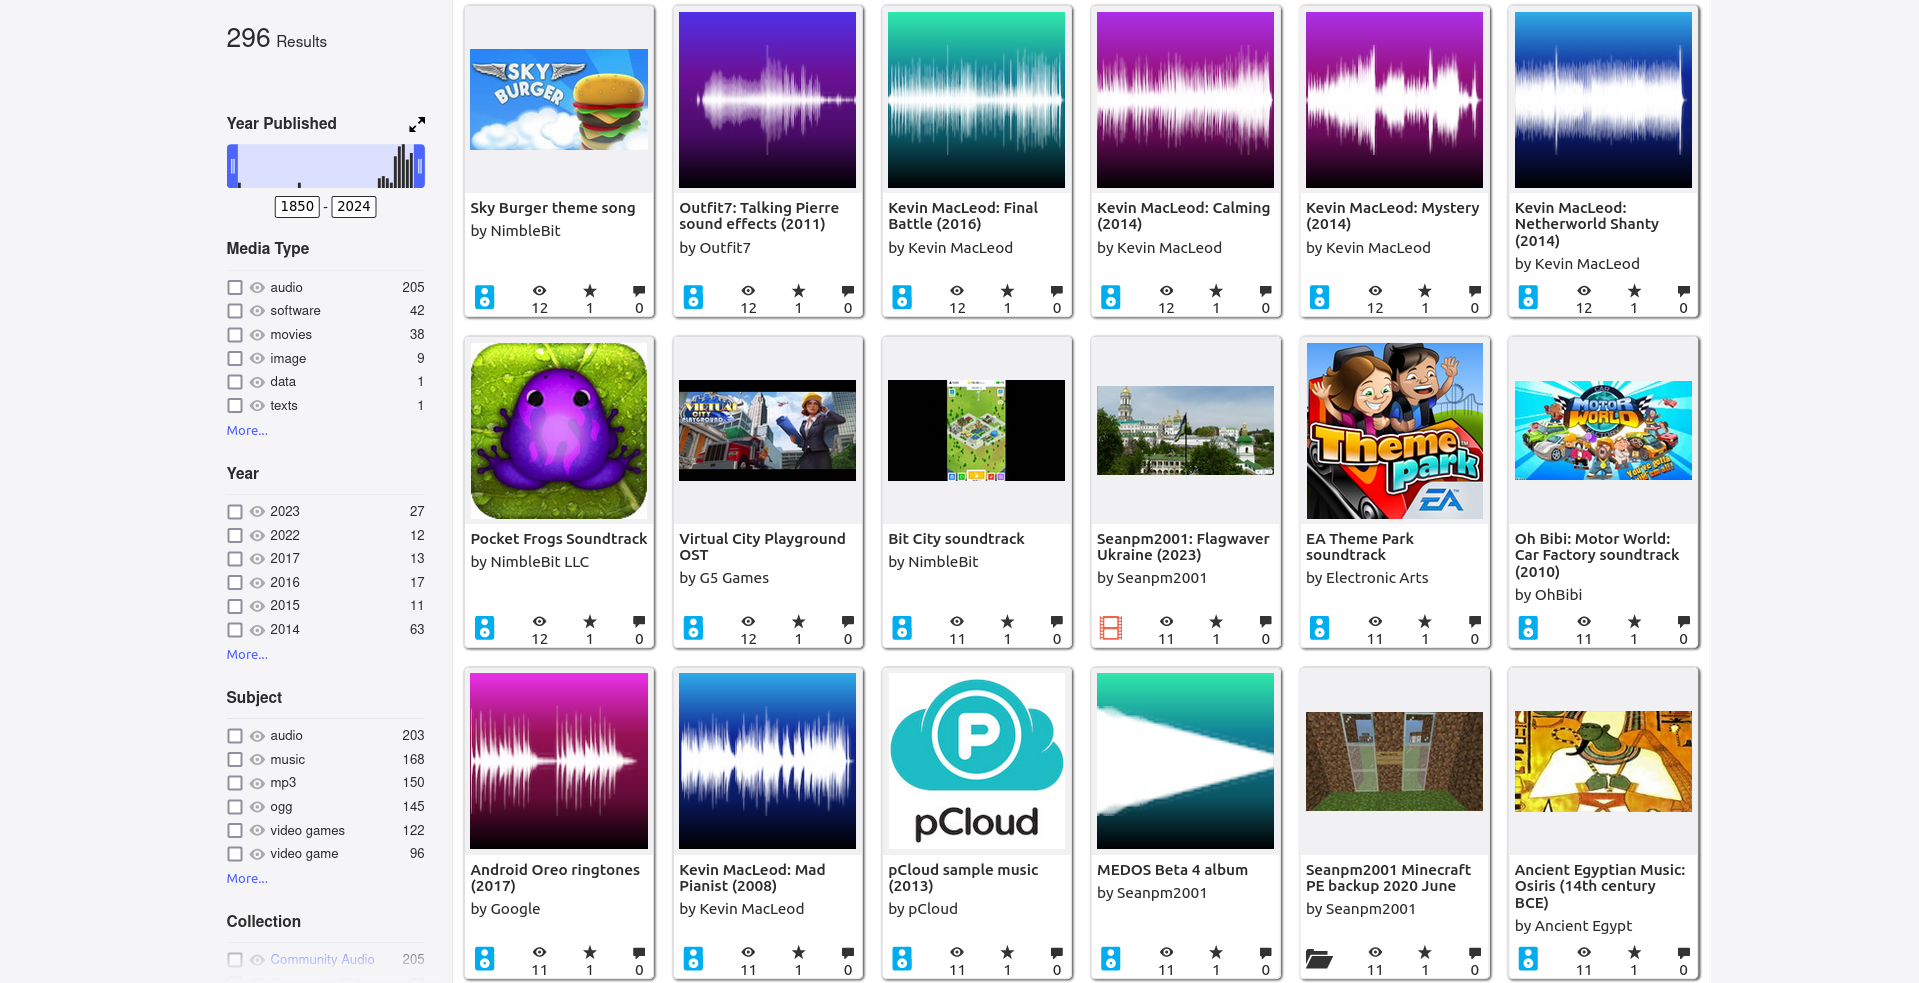 296 Results
Year Published
1850 - 2024
Media Type
audio 205
software 42
movies 38
image 9
data 1
texts 1
More...
Year
2023 27
2022 12
2017 13
2016 17
2015 11
2014 63
More...
Subject
audio 203
music 168
mp3 150
ogg 145
video games 122
video game 96
More...
Collection
Community Audio 205
SKY
BURGER
Sky Burger theme song
by NimbleBit
12 1 0
Outfit7: Talking Pierre
sound effects (2011)
by Outfit7
12 1 0
Kevin MacLeod: Final
Battle (2016)
by Kevin MacLeod
12 1 0
Kevin MacLeod: Calming
(2014)
by Kevin MacLeod
12 1 0
Kevin MacLeod: Mystery
(2014)
by Kevin MacLeod
12 1 0
Kevin MacLeod:
Netherworld Shanty
(2014)
by Kevin MacLeod
12 1 0
Pocket Frogs Soundtrack
by NimbleBit LLC
12 1 0
VIRTUAL
CITY
PLAYGROUND
Virtual City Playground
OST
by G5 Games
12 1 0
Bit City soundtrack
by NimbleBit
11 1 0
Seanpm2001: Flagwaver
Ukraine (2023)
by Seanpm2001
11 1 0
Theme
park
EA
EA Theme Park
soundtrack
by Electronic Arts
11 1 0
CAR
MOTOR
WORLD
Oh Bibi: Motor World:
Car Factory soundtrack
(2010)
by OhBibi
11 1 0
Android Oreo ringtones
(2017)
by Google
11 1 0
Kevin MacLeod: Mad
Pianist (2008)
by Kevin MacLeod
11 1 0
P
pCloud
pCloud sample music
(2013)
by pCloud
11 1 0
MEDOS Beta 4 album
by Seanpm2001
11 1 0
Seanpm2001 Minecraft
PE backup 2020 June
by Seanpm2001
11 1 0
Ancient Egyptian Music:
Osiris (14th century
BCE)
by Ancient Egypt
11 1 0